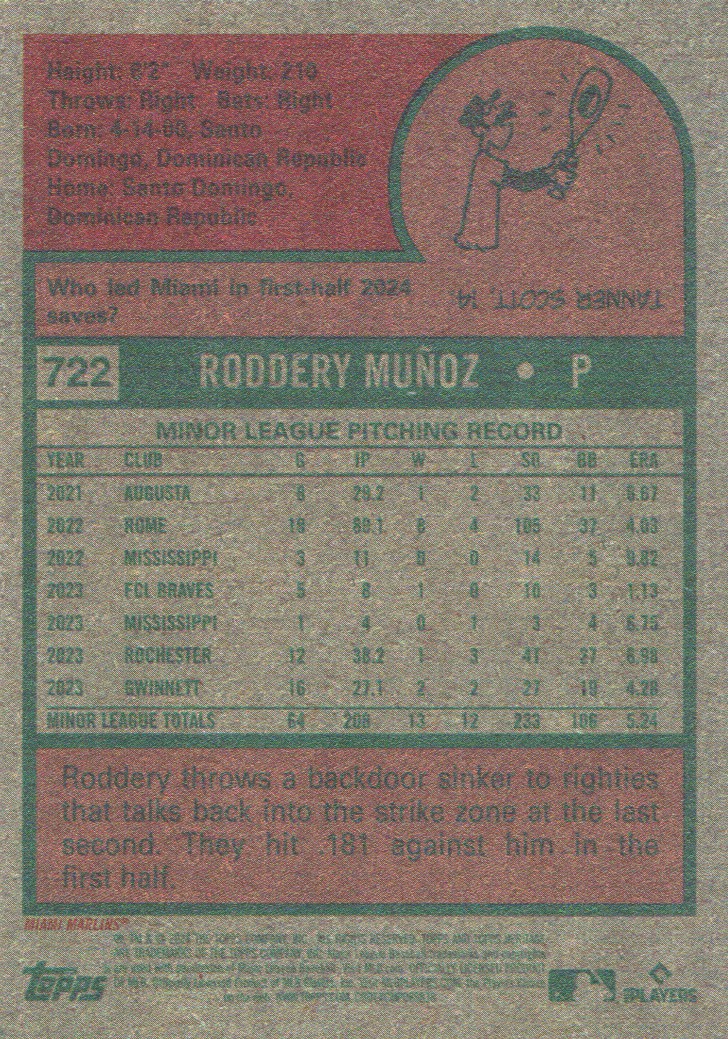 Height: 6'2" Weight: 210
Throws: Right Bats: Right
Born: 4-14-00, Santo
Domingo, Dominican Republic
Home: Santo Domingo,
Dominican Republic
Who led Miami in first-half 2024
saves?
TANNER SCOTT, 14.
722 RODDERY MUÑOZ • P
MINOR LEAGUE PITCHING RECORD
YEAR CLUB G IP W L SO BB ERA
2021 AUGUSTA 8 29.2 1 2 33 11 6.67
2022 ROME 19 89.1 8 4 105 37 4.03
2022 MISSISSIPPI 3 11 0 0 14 5 9.82
2023 FCL BRAVES 5 8 1 0 10 3 1.13
2023 MISSISSIPPI 1 4 0 1 3 4 6.75
2023 ROCHESTER 12 38.2 1 3 41 27 6.98
2023 GWINNETT 16 27.1 2 2 27 19 4.28
MINOR LEAGUE TOTALS 64 208 13 12 233 106 5.24
Roddery throws a backdoor sinker to righties
that talks back into the strike zone at the last
second. They hit .181 against him in the
first half.
MIAMI MARLINS®
topps
PLAYERS